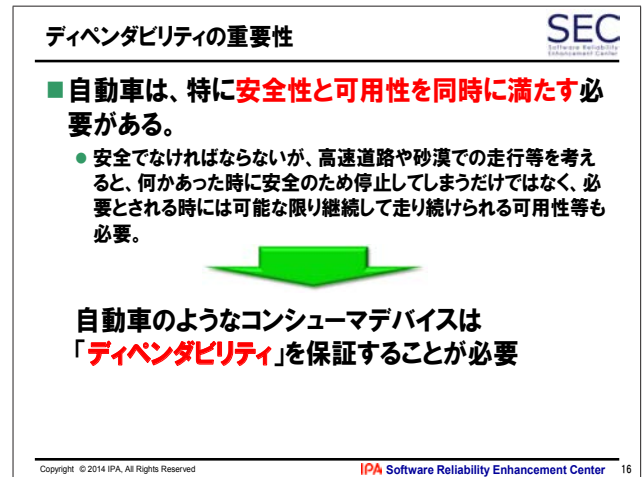 ディペンダビリティの重要性
SEC
Software Reliability
Enhancement Center
■自動車は、特に安全性と可用性を同時に満たす必
要がある。
● 安全でなければならないが、高速道路や砂漠での走行等を考え
ると、何かあった時に安全のため停止してしまうだけではなく、必
要とされる時には可能な限り継続して走り続けられる可用性等も
必要。
自動車のようなコンシューマデバイスは
「ディペンダビリティ」を保証することが必要
Copyright © 2014 IPA, All Rights Reserved
IPA Software Reliability Enhancement Center
16